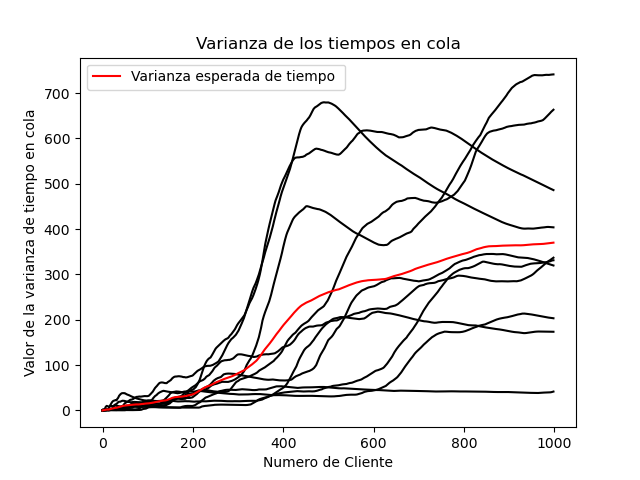 Varianza de los tiempos en cola
Varianza esperada de tiempo
Valor de la varianza de tiempo en cola
700
600
500
400
300
200
100
0
0 200 400 600 800 1000
Numero de Cliente